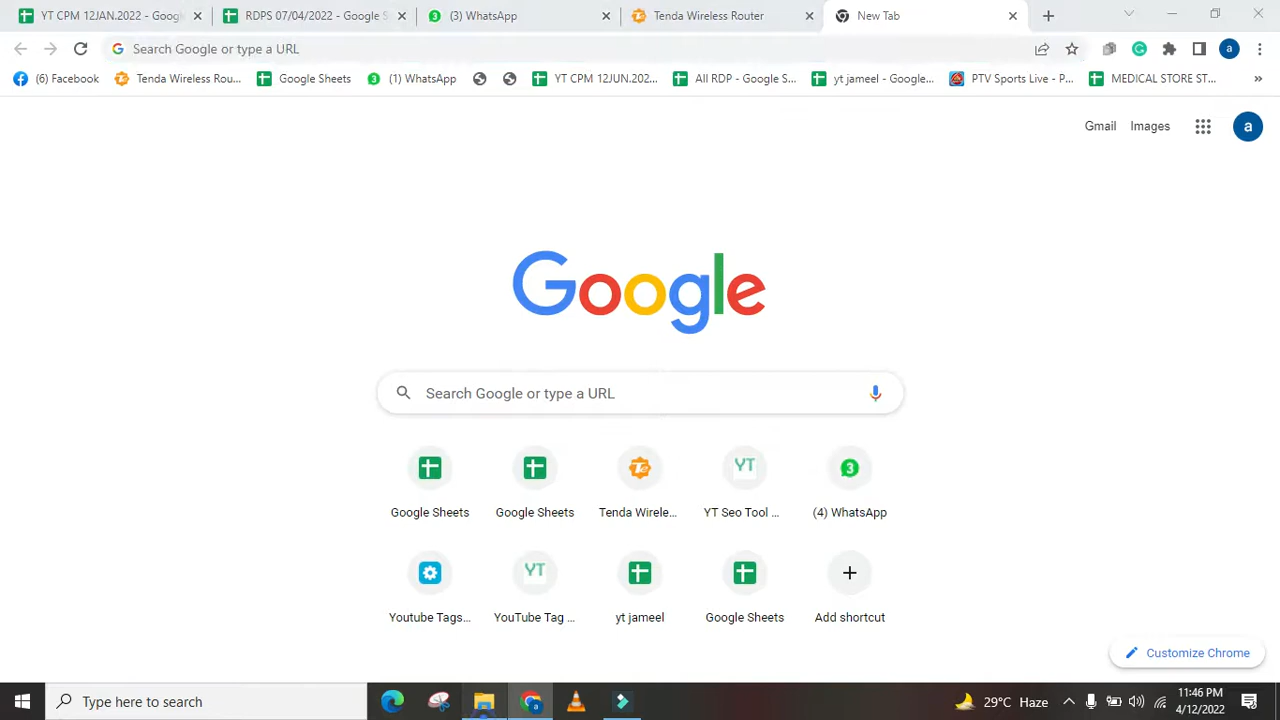 YT CPM 12JAN.2022 - Goog
RDPS 07/04/2022 - Google S
(3) WhatsApp
Tenda Wireless Router
New Tab
Search Google or type a URL
a
(6) Facebook
Tenda Wireless Rou...
Google Sheets
(1) WhatsApp
YT CPM 12JUN.202...
All RDP - Google S...
yt jameel - Google...
PTV Sports Live - P...
MEDICAL STORE ST...
»
Gmail
Images
a
Google
Search Google or type a URL
Google Sheets
Google Sheets
Tenda Wirele...
YT Seo Tool ...
(4) WhatsApp
Youtube Tags...
YouTube Tag ...
yt jameel
Google Sheets
Add shortcut
Customize Chrome
Type here to search
29°C Haze
11:46 PM
4/12/2022